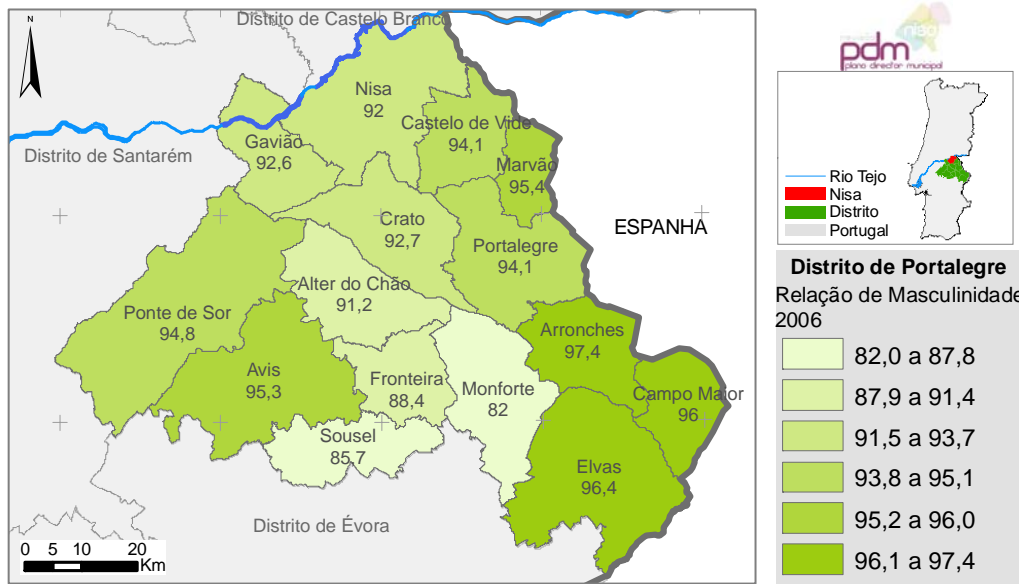 N
Distrito de Castelo Branco
Nisa
92
Castelo de Vide
94,1
Gavião
92,6
Marvão
95,4
Distrito de Santarém
Crato
92,7
ESPANHA
Portalegre
94,1
Alter do Chão
91,2
Ponte de Sor
94,8
Arronches
97,4
Avis
95,3
Fronteira
88,4
Monforte
82
Campo Maior
96
Sousel
85,7
Elvas
96,4
Distrito de Évora
0 5 10 20
Km
nisa
pdm
plano director municipal
Rio Tejo
Nisa
Distrito
Portugal
Distrito de Portalegre
Relação de Masculinidade
2006
82,0 a 87,8
87,9 a 91,4
91,5 a 93,7
93,8 a 95,1
95,2 a 96,0
96,1 a 97,4